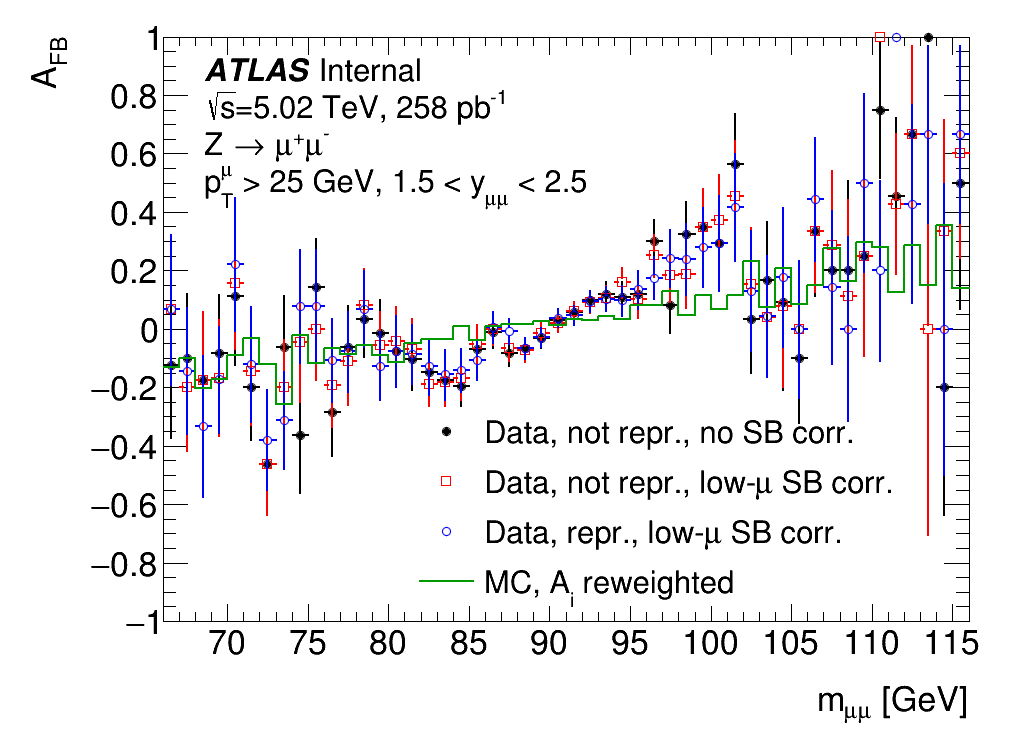 A_FB
1
0.8
0.6
0.4
0.2
0
−0.2
−0.4
−0.6
−0.8
−1
ATLAS Internal
√s=5.02 TeV, 258 pb⁻¹
Z → μ⁺μ⁻
p_T^μ > 25 GeV, 1.5 < y_μμ < 2.5
Data, not repr., no SB corr.
Data, not repr., low-μ SB corr.
Data, repr., low-μ SB corr.
MC, A_i reweighted
70 75 80 85 90 95 100 105 110 115
m_μμ [GeV]